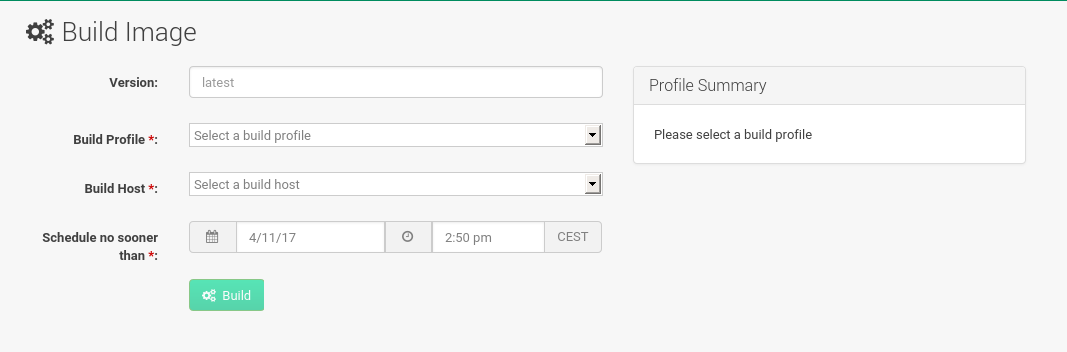 Build Image
Version:
latest
Build Profile *:
Select a build profile
Build Host *:
Select a build host
Schedule no sooner
than *:
4/11/17
2:50 pm
CEST
Build
Profile Summary
Please select a build profile